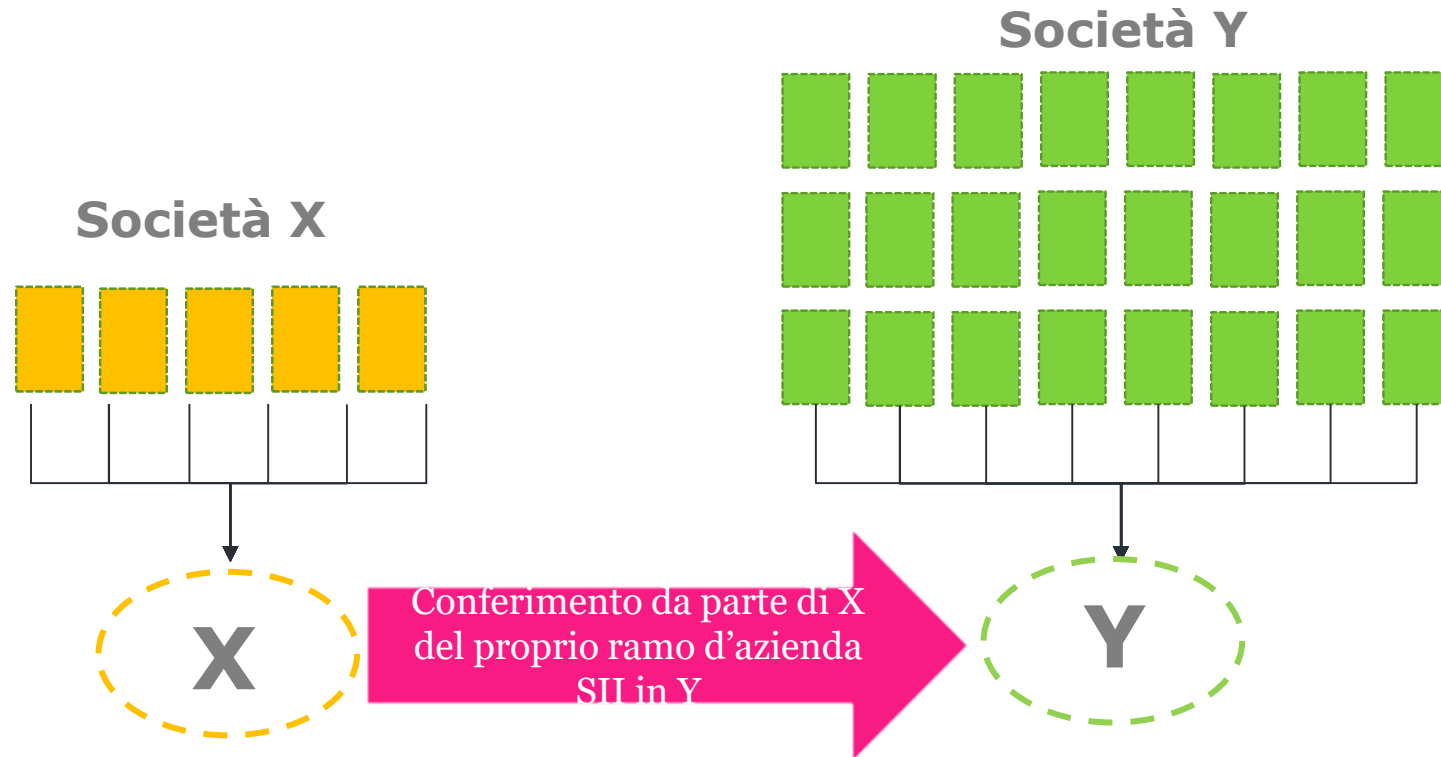 Società Y
Società X
Conferimento da parte di X
del proprio ramo d’azienda
SII in Y
X
Y